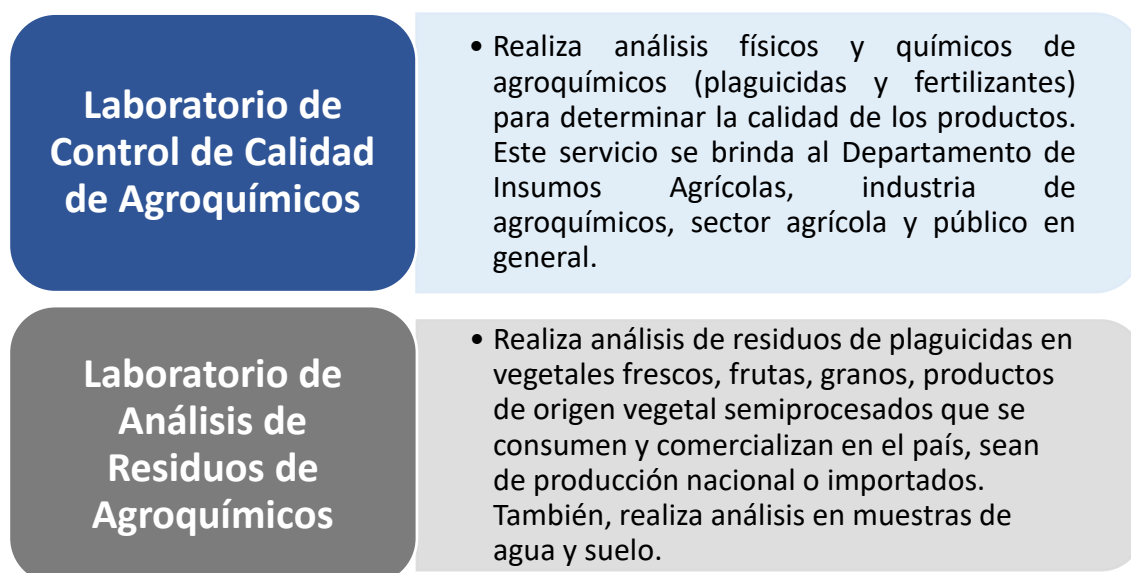 Laboratorio de
Control de Calidad
de Agroquímicos
• Realiza análisis físicos y químicos de
agroquímicos (plaguicidas y fertilizantes)
para determinar la calidad de los productos.
Este servicio se brinda al Departamento de
Insumos Agrícolas, industria de
agroquímicos, sector agrícola y público en
general.
Laboratorio de
Análisis de
Residuos de
Agroquímicos
• Realiza análisis de residuos de plaguicidas en
vegetales frescos, frutas, granos, productos
de origen vegetal semiprocesados que se
consumen y comercializan en el país, sean
de producción nacional o importados.
También, realiza análisis en muestras de
agua y suelo.